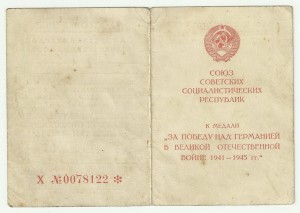 Х №0078122 *
СОЮЗ
СОВЕТСКИХ
СОЦИАЛИСТИЧЕСКИХ
РЕСПУБЛИК
К МЕДАЛИ
„ЗА ПОБЕДУ НАД ГЕРМАНИЕЙ
В ВЕЛИКОЙ ОТЕЧЕСТВЕННОЙ
ВОЙНЕ 1941—1945 гг."